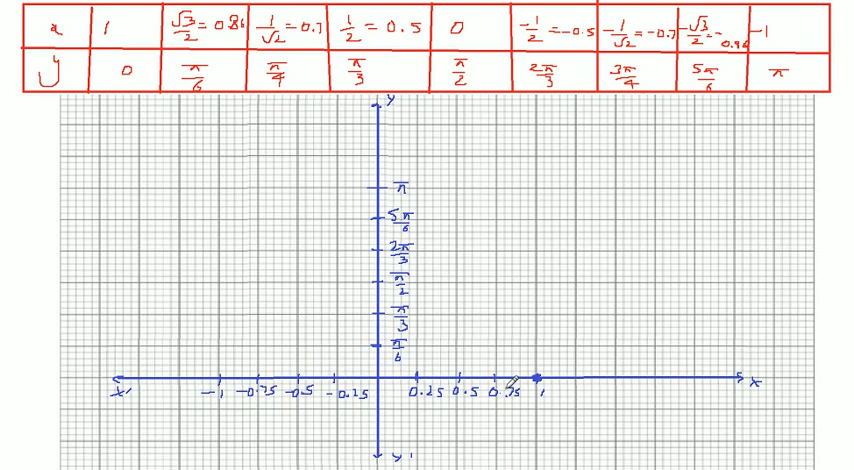 x 1 √3/2 = 0.86 1/√2 = 0.7 1/2 = 0.5 0 -1/2 = -0.5 -1/√2 = -0.7 -√3/2 = -0.86 -1
y 0 π/6 π/4 π/3 π/2 2π/3 3π/4 5π/6 π
Y
π
5π/6
2π/3
π/2
π/3
π/6
X' -1 -0.75 -0.5 -0.25 0.25 0.5 0.75 1 X
Y'